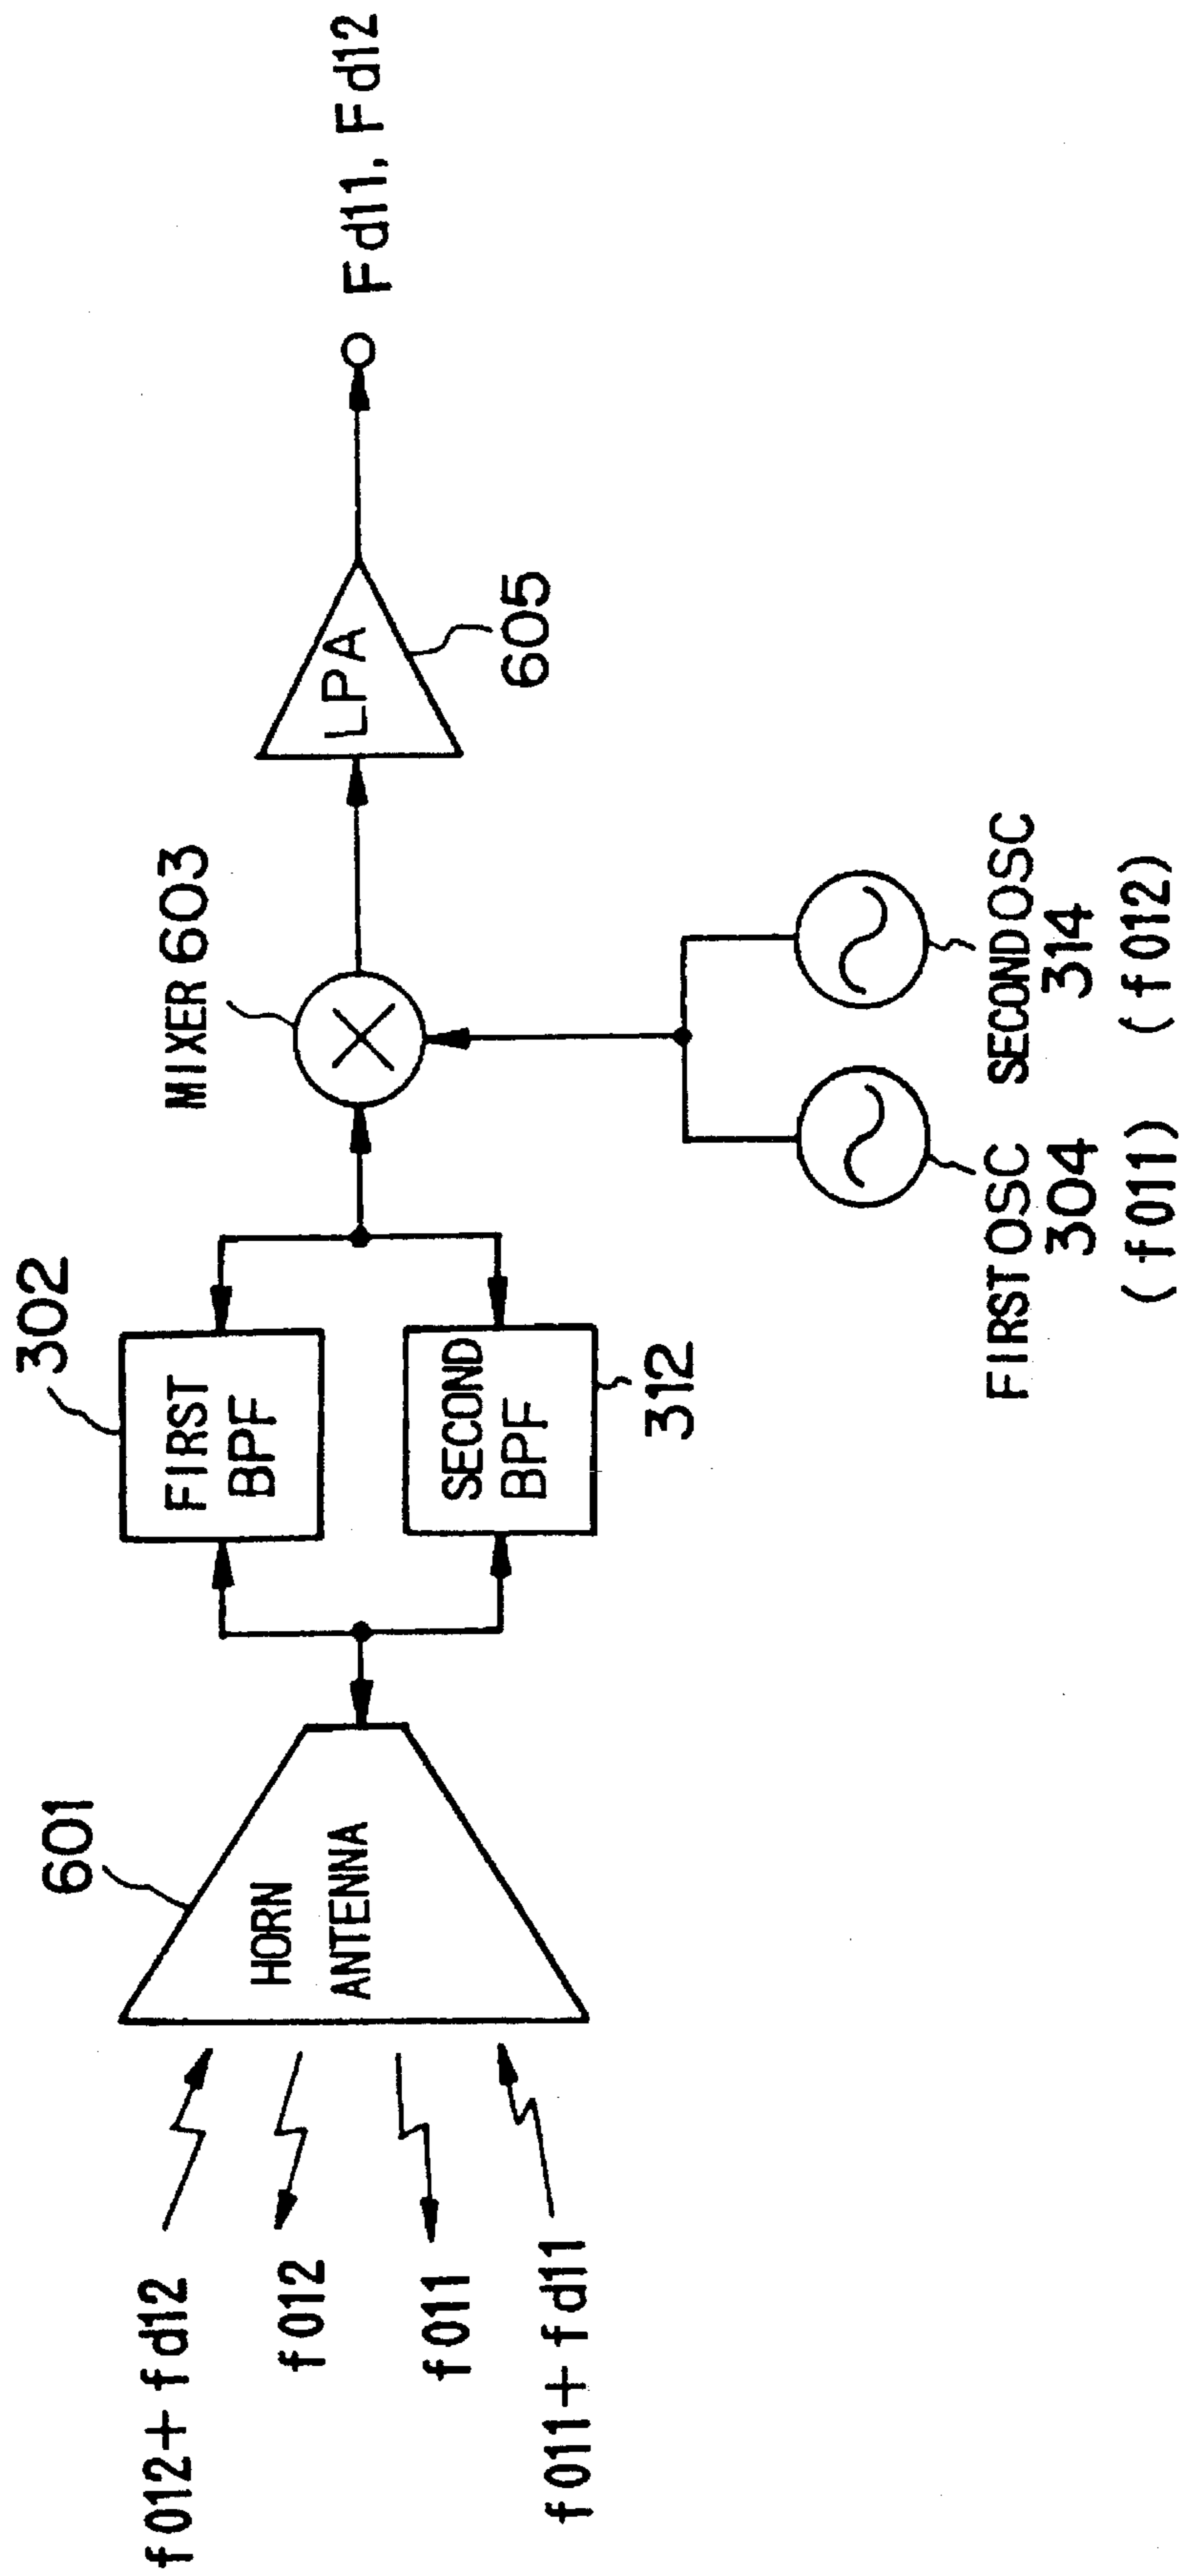 f012+fd12
f012
f011
f011+fd11
601
HORN
ANTENNA
302
FIRST
BPF
SECOND
BPF
312
MIXER 603
LPA
605
Fd11, Fd12
FIRST OSC
304
(f011)
SECOND OSC
314
(f012)